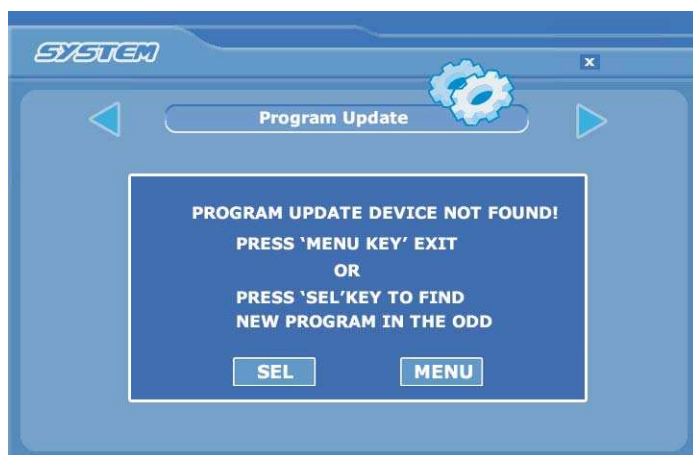 SYSTEM
X
Program Update
PROGRAM UPDATE DEVICE NOT FOUND!
PRESS ‘MENU KEY’ EXIT
OR
PRESS ‘SEL’KEY TO FIND
NEW PROGRAM IN THE ODD
SEL MENU